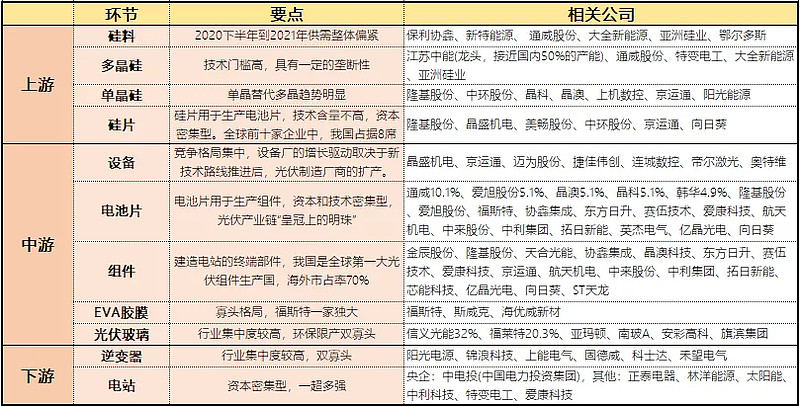 环节 要点 相关公司
上游
硅料 2020下半年到2021年供需整体偏紧 保利协鑫、新特能源、 通威股份、大全新能源、亚洲硅业、鄂尔多斯
多晶硅 技术门槛高，具有一定的垄断性 江苏中能(龙头，接近国内50%的产能)、通威股份、特变电工、大全新能源
、亚洲硅业
单晶硅 单晶替代多晶趋势明显 隆基股份、中环股份、晶科、晶澳、上机数控、京运通、阳光能源
硅片 硅片用于生产电池片，技术含量不高，资本
密集型。全球前十家企业中，我国占据8席
隆基股份、晶盛机电、美畅股份、中环股份、京运通、向日葵
中游
设备 竞争格局集中，设备厂的增长驱动取决于新
技术路线推进后，光伏制造厂商的扩产。
晶盛机电、京运通、迈为股份、捷佳伟创、连城数控、帝尔激光、奥特维
电池片 电池片用于生产组件，资本和技术密集型，
光伏产业链“皇冠上的明珠”
通威10.1%、爱旭股份5.1%、晶澳5.1%、晶科5.1%、韩华4.9%、隆基股份
、爱旭股份、福斯特、协鑫集成、东方日升、赛伍技术、爱康科技、航天
机电、中来股份、中利集团、拓日新能、英杰电气、亿晶光电、向日葵
组件 建造电站的终端部件，我国是全球第一大光
伏组件生产国，海外市占率70%
金辰股份、隆基股份、天合光能、协鑫集成、晶澳科技、东方日升、赛伍
技术、爱康科技、京运通、航天机电、中来股份、中利集团、拓日新能、
芯能科技、亿晶光电、向日葵、ST天龙
EVA胶膜 寡头格局，福斯特一家独大 福斯特、斯威克、海优威新材
光伏玻璃 行业集中度较高，环保限产双寡头 信义光能32%、福莱特20.3%、亚玛顿、南玻A、安彩高科、旗滨集团
下游
逆变器 行业集中度较高，双寡头 阳光电源、锦浪科技、上能电气、固德威、科士达、禾望电气
电站 资本密集型，一超多强 央企：中电投(中国电力投资集团)，其他：正泰电器、林洋能源、太阳能、
中利科技、特变电工、爱康科技